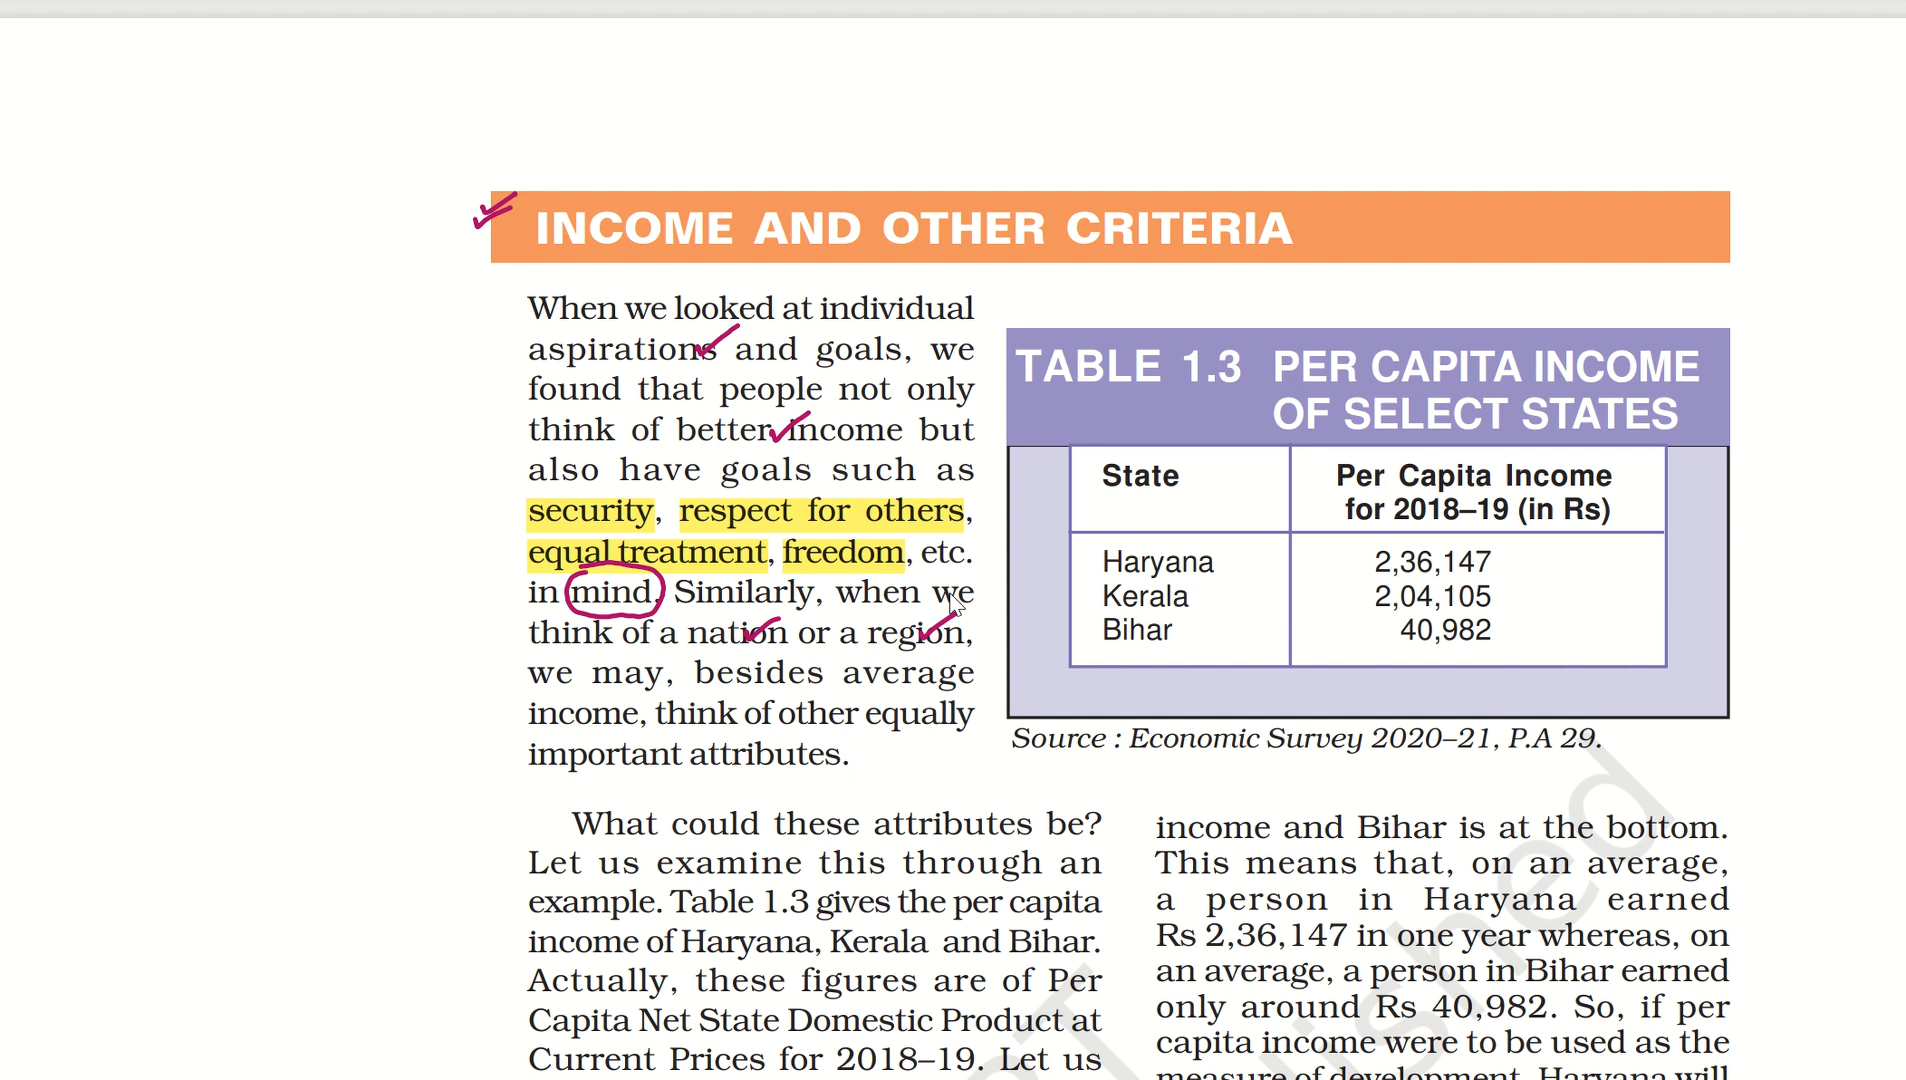 INCOME AND OTHER CRITERIA
When we looked at individual
aspirations and goals, we
found that people not only
think of better income but
also have goals such as
security, respect for others,
equal treatment, freedom, etc.
in mind. Similarly, when we
think of a nation or a region,
we may, besides average
income, think of other equally
important attributes.
TABLE 1.3 PER CAPITA INCOME
OF SELECT STATES
State Per Capita Income
for 2018–19 (in Rs)
Haryana 2,36,147
Kerala 2,04,105
Bihar 40,982
Source : Economic Survey 2020–21, P.A 29.
What could these attributes be?
Let us examine this through an
example. Table 1.3 gives the per capita
income of Haryana, Kerala and Bihar.
Actually, these figures are of Per
Capita Net State Domestic Product at
Current Prices for 2018–19. Let us
income and Bihar is at the bottom.
This means that, on an average,
a person in Haryana earned
Rs 2,36,147 in one year whereas, on
an average, a person in Bihar earned
only around Rs 40,982. So, if per
capita income were to be used as the
measure of development, Haryana will